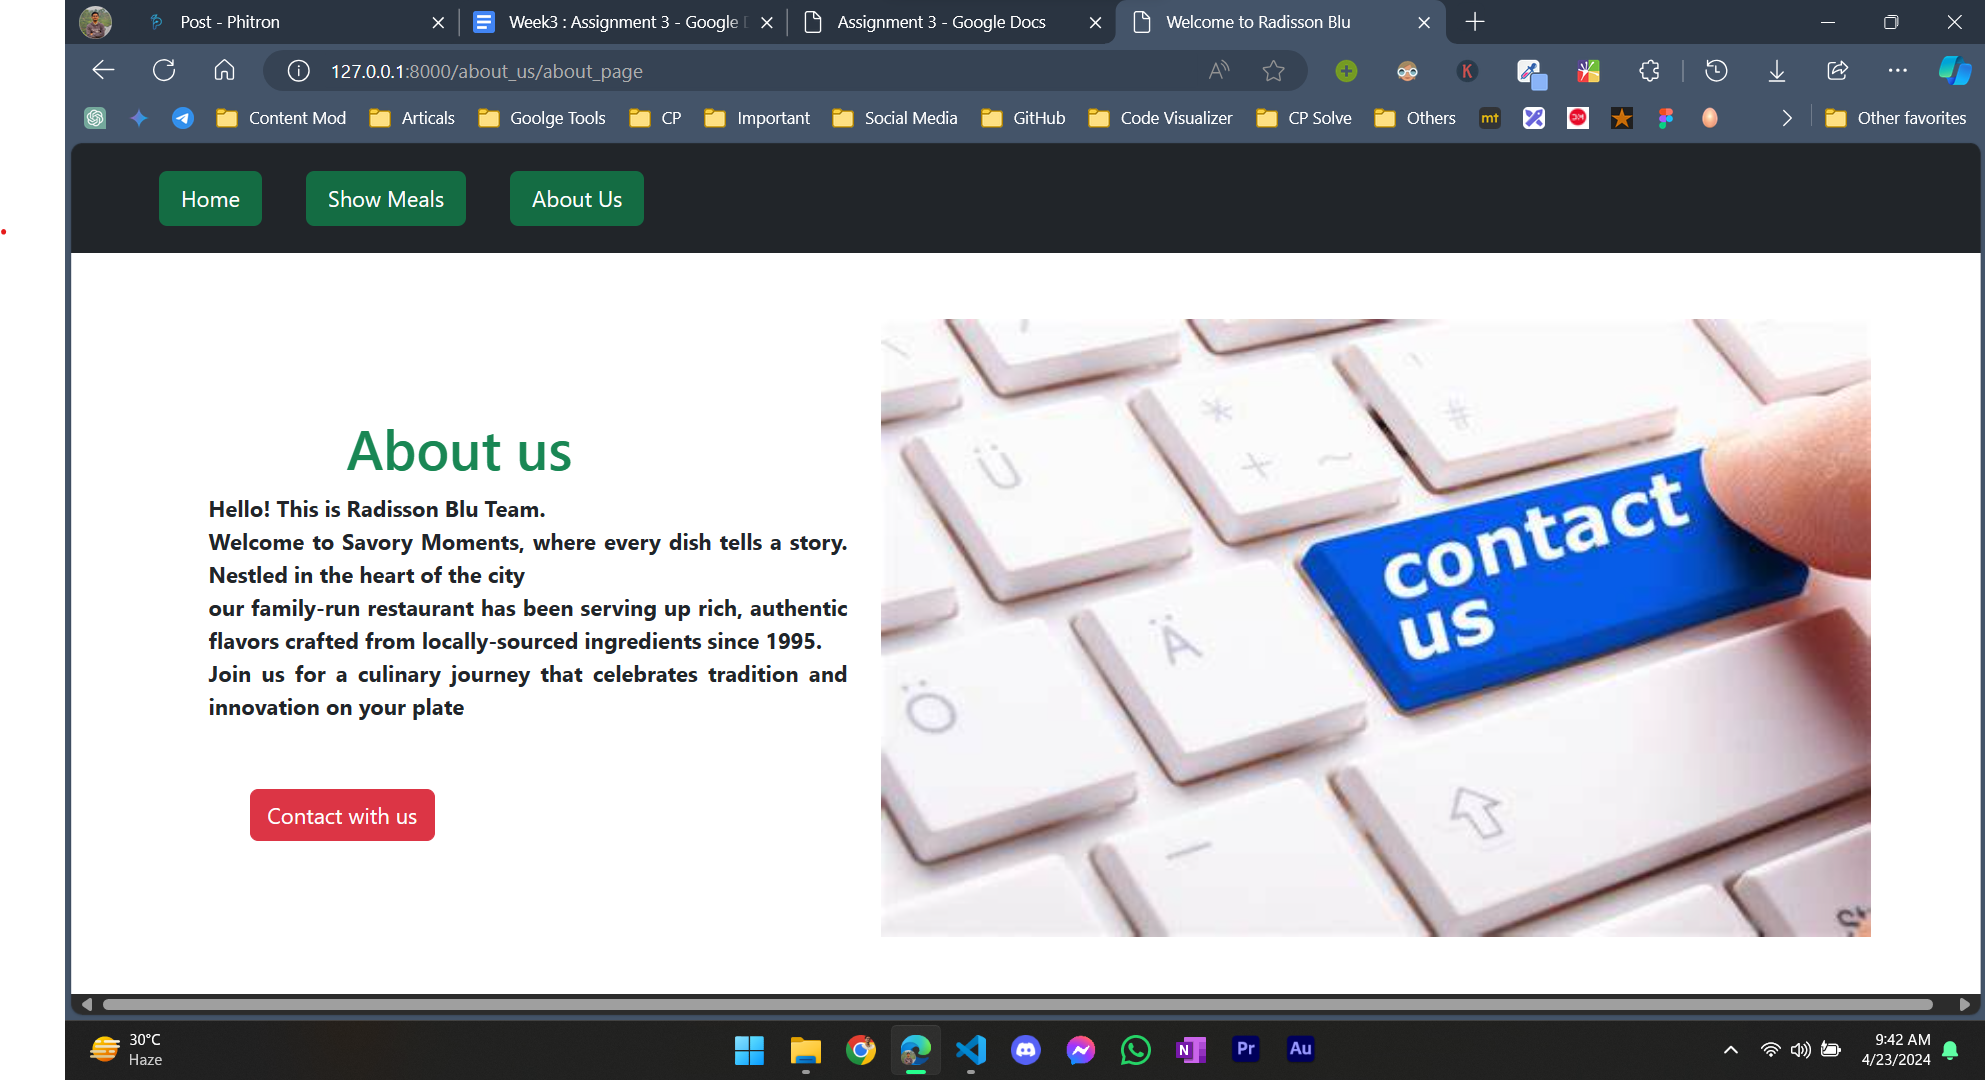 Post - Phitron
Week3 : Assignment 3 - Google
Assignment 3 - Google Docs
Welcome to Radisson Blu
127.0.0.1:8000/about_us/about_page
Content Mod
Articals
Goolge Tools
CP
Important
Social Media
GitHub
Code Visualizer
CP Solve
Others
mt
Other favorites
Home
Show Meals
About Us
About us
Hello! This is Radisson Blu Team.
Welcome to Savory Moments, where every dish tells a story.
Nestled in the heart of the city
our family-run restaurant has been serving up rich, authentic
flavors crafted from locally-sourced ingredients since 1995.
Join us for a culinary journey that celebrates tradition and
innovation on your plate
Contact with us
* #
Ü + ~
contact
us
Ä
Ö
30°C
Haze
N
Pr
Au
9:42 AM
4/23/2024